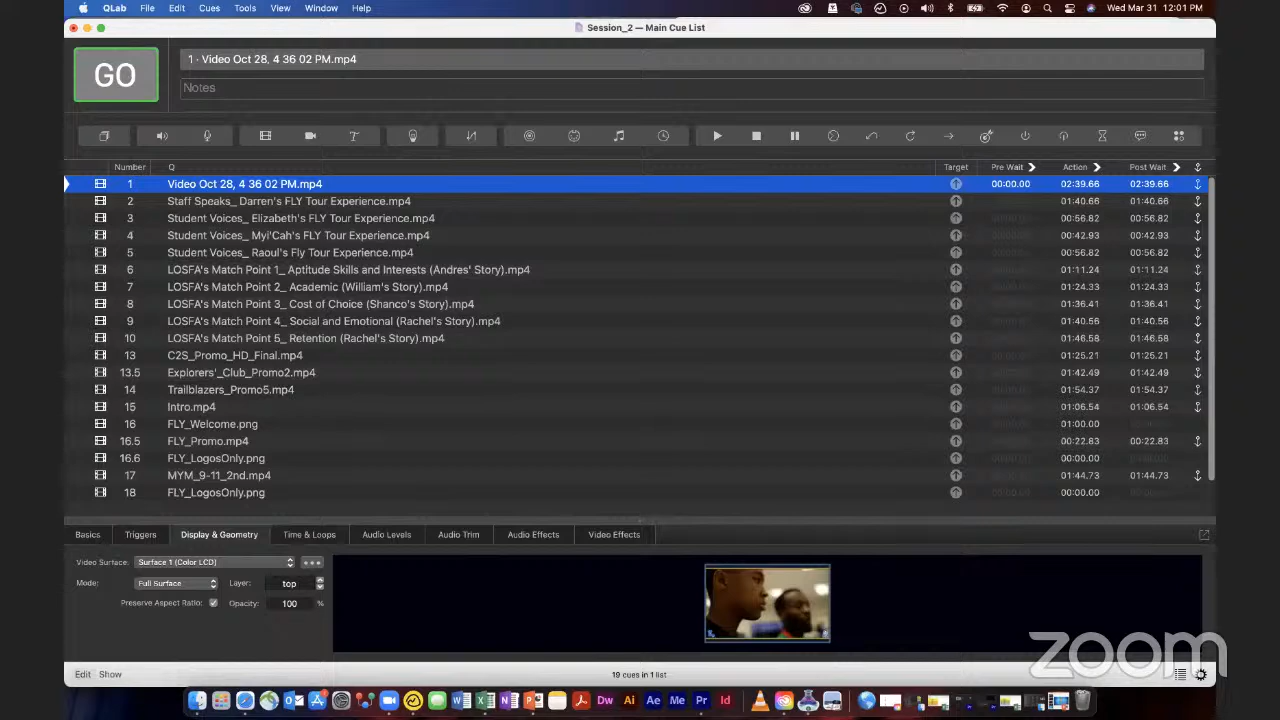 QLab File Edit Cues Tools View Window Help Wed Mar 31 12:01 PM
Session_2 — Main Cue List
GO
1 · Video Oct 28, 4 36 02 PM.mp4
Notes
Number Q Target Pre Wait Action Post Wait
1 Video Oct 28, 4 36 02 PM.mp4 00:00.00 02:39.66 02:39.66
2 Staff Speaks_ Darren's FLY Tour Experience.mp4 01:40.66 01:40.66
3 Student Voices_ Elizabeth's FLY Tour Experience.mp4 00:56.82 00:56.82
4 Student Voices_ Myi'Cah's FLY Tour Experience.mp4 00:42.93 00:42.93
5 Student Voices_ Raoul's Fly Tour Experience.mp4 00:56.82 00:56.82
6 LOSFA's Match Point 1_ Aptitude Skills and Interests (Andres' Story).mp4 01:11.24 01:11.24
7 LOSFA's Match Point 2_ Academic (William's Story).mp4 01:24.33 01:24.33
8 LOSFA's Match Point 3_ Cost of Choice (Shanco's Story).mp4 01:36.41 01:36.41
9 LOSFA's Match Point 4_ Social and Emotional (Rachel's Story).mp4 01:40.56 01:40.56
10 LOSFA's Match Point 5_ Retention (Rachel's Story).mp4 01:46.58 01:46.58
13 C2S_Promo_HD_Final.mp4 01:25.21 01:25.21
13.5 Explorers'_Club_Promo2.mp4 01:42.49 01:42.49
14 Trailblazers_Promo5.mp4 01:54.37 01:54.37
15 Intro.mp4 01:06.54 01:06.54
16 FLY_Welcome.png 01:00.00
16.5 FLY_Promo.mp4 00:22.83 00:22.83
16.6 FLY_LogosOnly.png 00:00.00
17 MYM_9-11_2nd.mp4 01:44.73 01:44.73
18 FLY_LogosOnly.png 00:00.00
Basics Triggers Display & Geometry Time & Loops Audio Levels Audio Trim Audio Effects Video Effects
Video Surface: Surface 1 (Color LCD)
Mode: Full Surface Layer: top
Preserve Aspect Ratio: Opacity: 100 %
zoom
Edit Show 19 cues in 1 list
Dw Ai Ae Me Pr Id